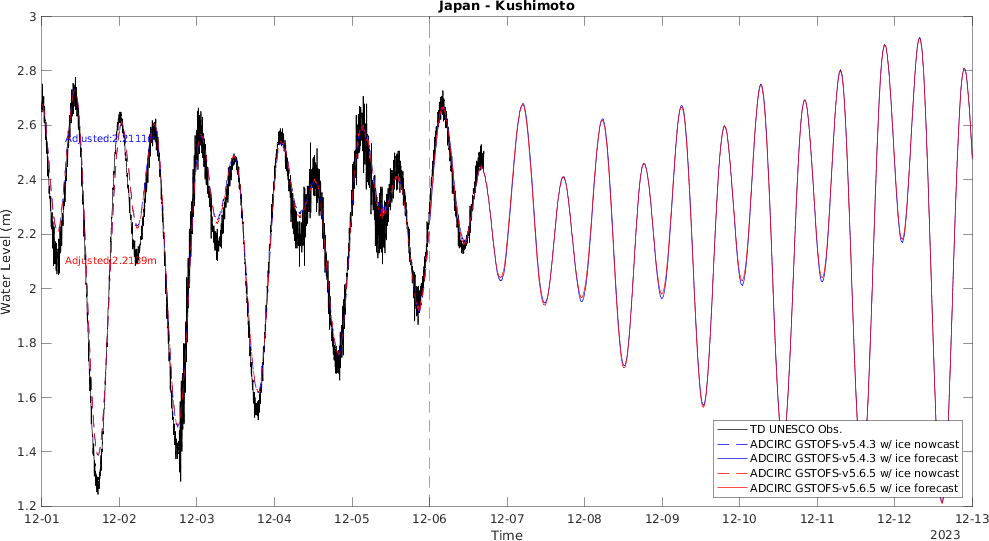 Japan - Kushimoto
3
2.8
2.6
2.4
2.2
2
1.8
1.6
1.4
1.2
Water Level (m)
Adjusted:2.2111m
Adjusted:2.2139m
TD UNESCO Obs.
ADCIRC GSTOFS-v5.4.3 w/ ice nowcast
ADCIRC GSTOFS-v5.4.3 w/ ice forecast
ADCIRC GSTOFS-v5.6.5 w/ ice nowcast
ADCIRC GSTOFS-v5.6.5 w/ ice forecast
12-01 12-02 12-03 12-04 12-05 12-06 12-07 12-08 12-09 12-10 12-11 12-12 12-13
Time
2023